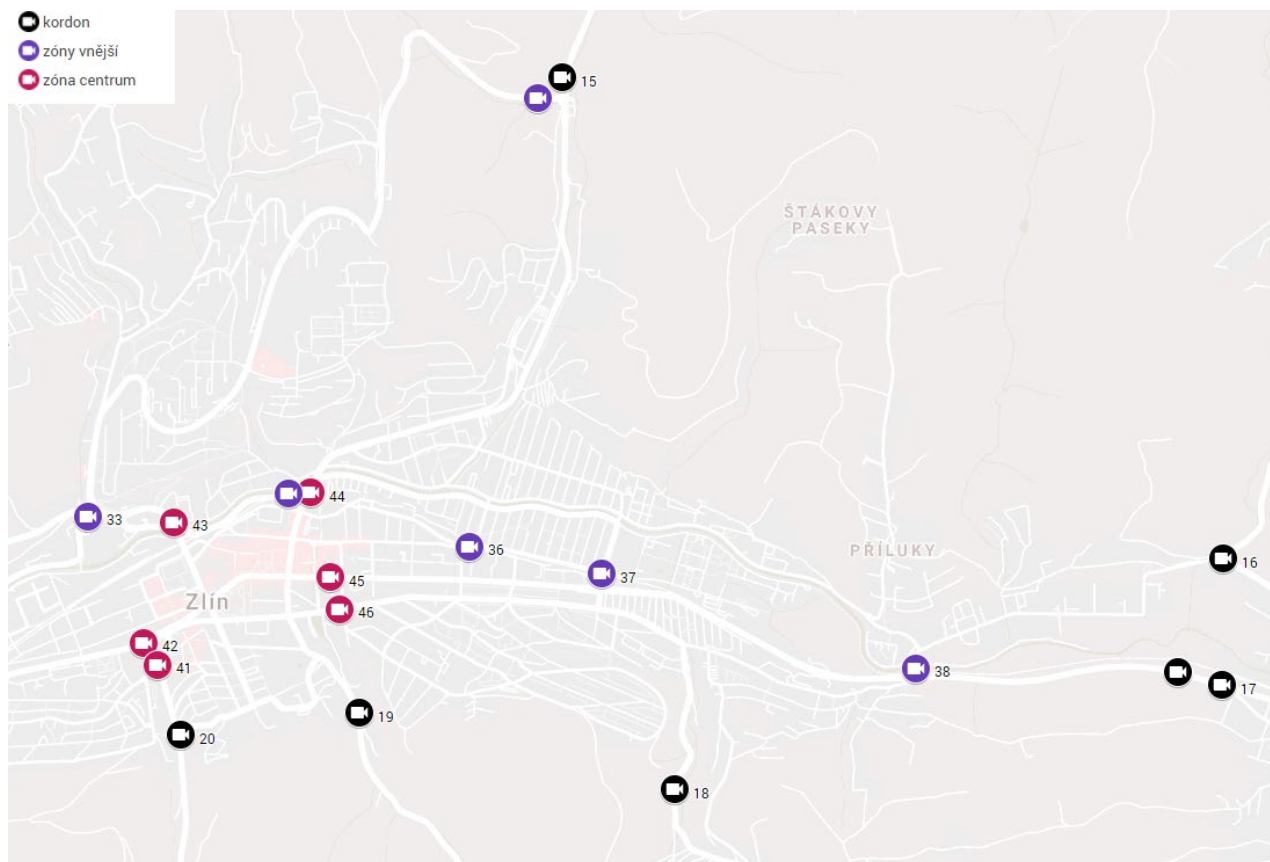 kordon
zóny vnější
zóna centrum
15
ŠTÁKOVY
PASEKY
33
43
44
36
45
37
PŘÍLUKY
16
Zlín
46
42
41
38
17
19
20
18